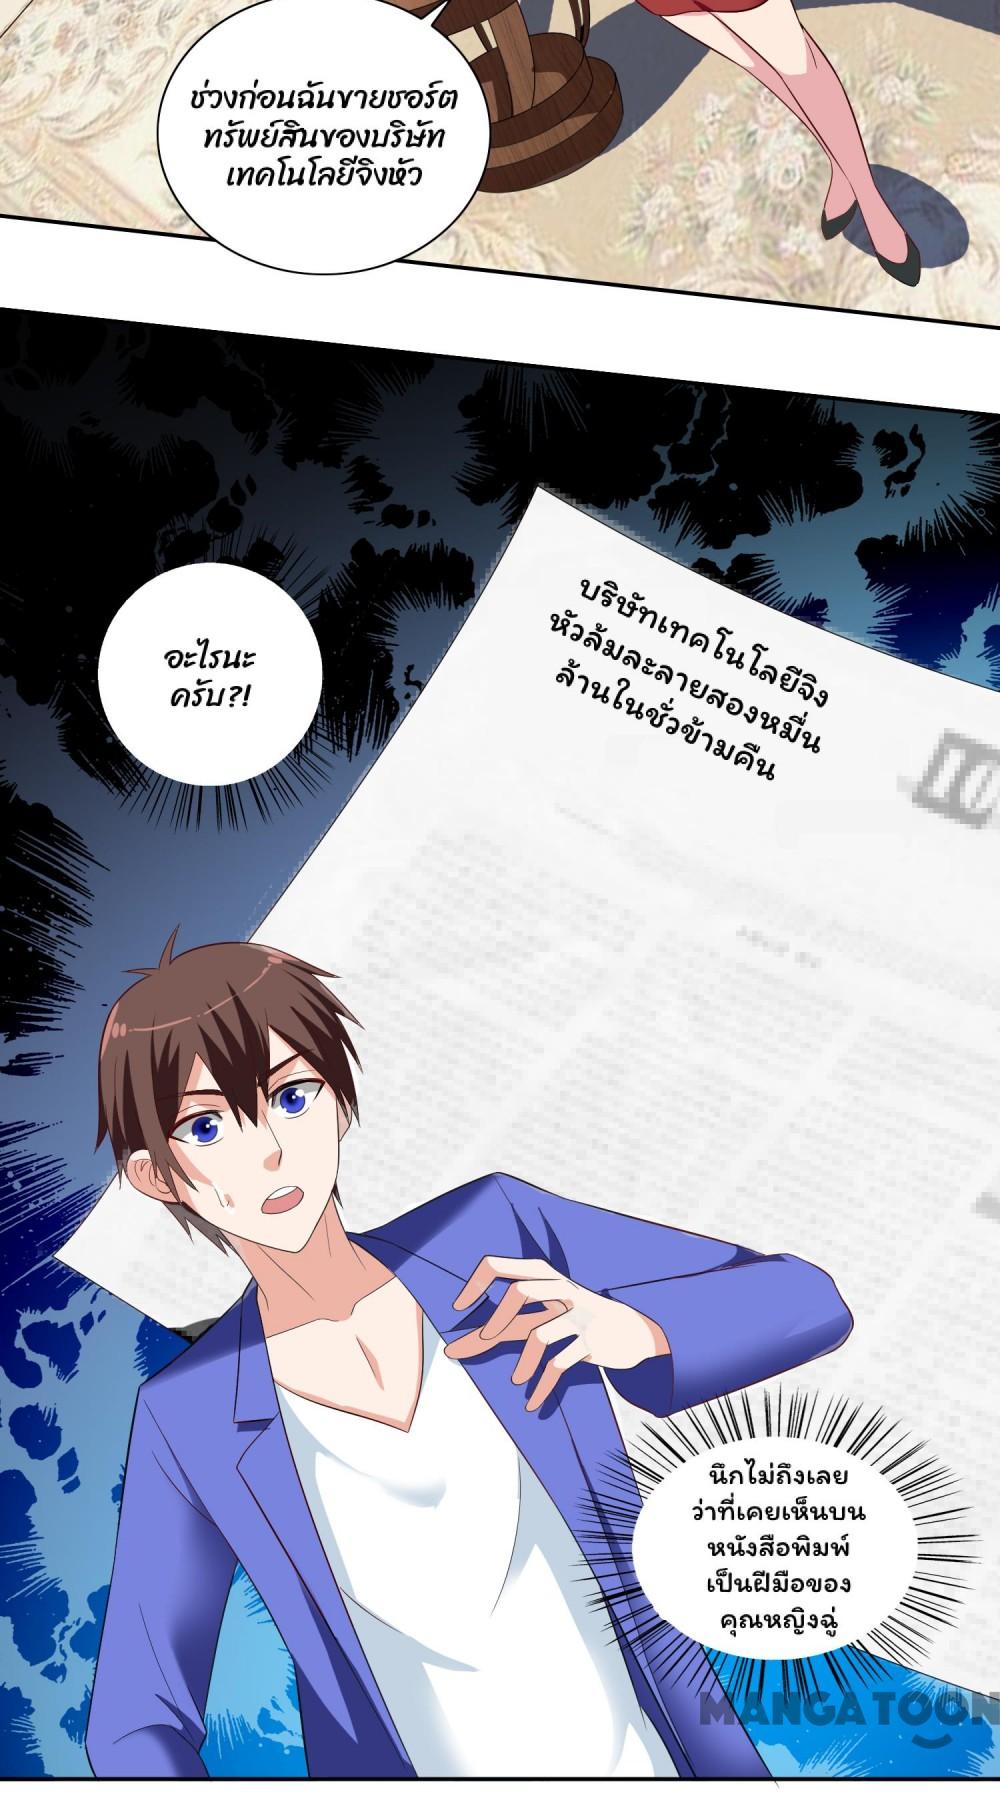 ช่วงก่อนฉันขายชอร์ต
ทรัพย์สินของบริษัท
เทคโนโลยีจิงหัว
บริษัทเทคโนโลยีจิง
หัวล้มละลายสองหมื่น
ล้านในชั่วข้ามคืน
อะไรนะ
ครับ?!
นึกไม่ถึงเลย
ว่าที่เคยเห็นบน
หนังสือพิมพ์
เป็นฝีมือของ
คุณหญิงฉู่
MANGATOON